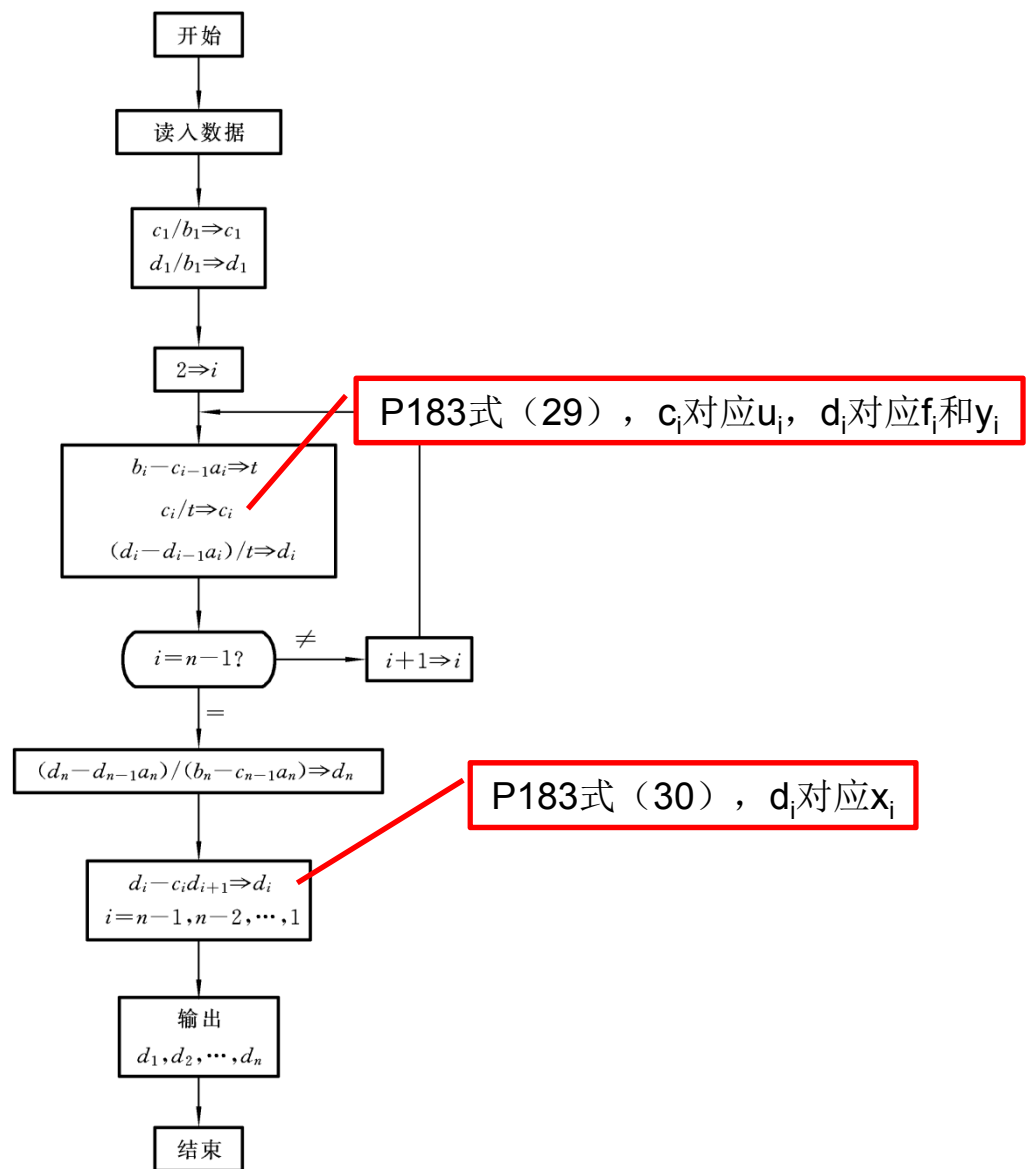 开始
读入数据
c₁/b₁⇒c₁
d₁/b₁⇒d₁
2⇒i
P183式（29），cᵢ对应uᵢ，dᵢ对应fᵢ和yᵢ
bᵢ−cᵢ₋₁aᵢ⇒t
cᵢ/t⇒cᵢ
(dᵢ−dᵢ₋₁aᵢ)/t⇒dᵢ
i=n−1?
≠
i+1⇒i
=
(dₙ−dₙ₋₁aₙ)/(bₙ−cₙ₋₁aₙ)⇒dₙ
P183式（30），dᵢ对应xᵢ
dᵢ−cᵢdᵢ₊₁⇒dᵢ
i=n−1,n−2,⋯,1
输出
d₁,d₂,⋯,dₙ
结束